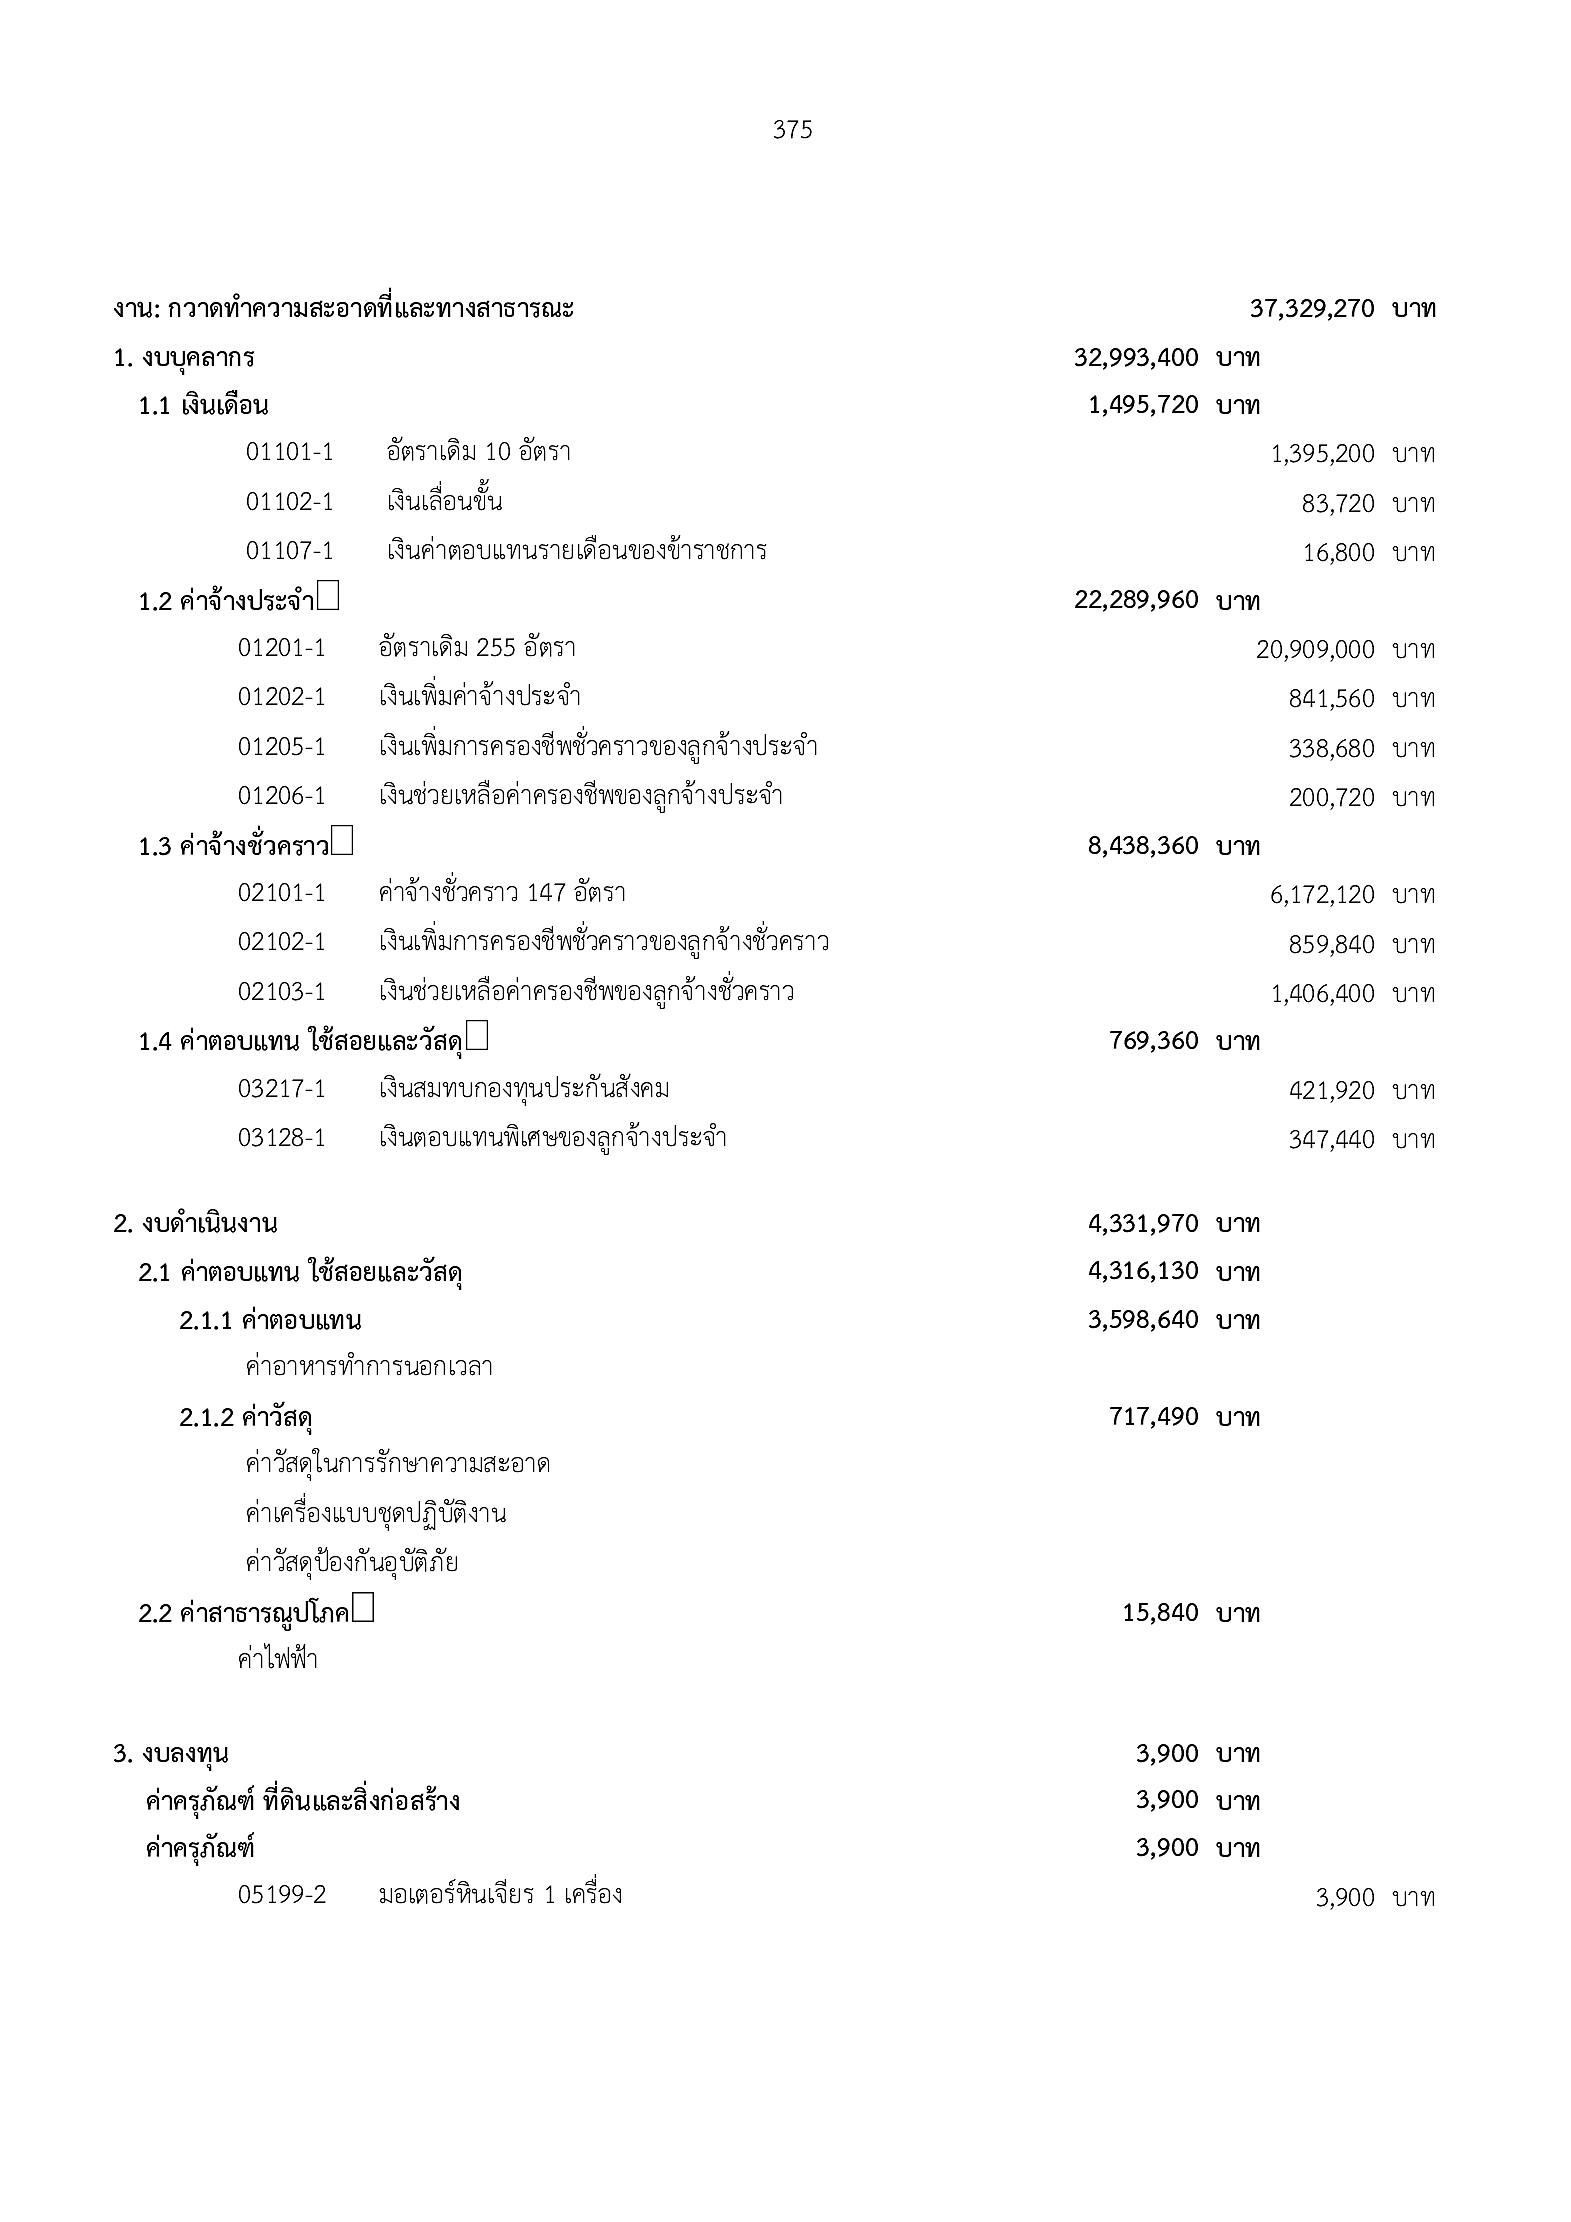 375
งาน: กวาดทำความสะอาดที่และทางสาธารณะ 37,329,270 บาท
1. งบบุคลากร 32,993,400 บาท
1.1 เงินเดือน 1,495,720 บาท
01101-1 อัตราเดิม 10 อัตรา 1,395,200 บาท
01102-1 เงินเลื่อนขั้น 83,720 บาท
01107-1 เงินค่าตอบแทนรายเดือนของข้าราชการ 16,800 บาท
1.2 ค่าจ้างประจำ 22,289,960 บาท
01201-1 อัตราเดิม 255 อัตรา 20,909,000 บาท
01202-1 เงินเพิ่มค่าจ้างประจำ 841,560 บาท
01205-1 เงินเพิ่มการครองชีพชั่วคราวของลูกจ้างประจำ 338,680 บาท
01206-1 เงินช่วยเหลือค่าครองชีพของลูกจ้างประจำ 200,720 บาท
1.3 ค่าจ้างชั่วคราว 8,438,360 บาท
02101-1 ค่าจ้างชั่วคราว 147 อัตรา 6,172,120 บาท
02102-1 เงินเพิ่มการครองชีพชั่วคราวของลูกจ้างชั่วคราว 859,840 บาท
02103-1 เงินช่วยเหลือค่าครองชีพของลูกจ้างชั่วคราว 1,406,400 บาท
1.4 ค่าตอบแทน ใช้สอยและวัสดุ 769,360 บาท
03217-1 เงินสมทบกองทุนประกันสังคม 421,920 บาท
03128-1 เงินตอบแทนพิเศษของลูกจ้างประจำ 347,440 บาท
2. งบดำเนินงาน 4,331,970 บาท
2.1 ค่าตอบแทน ใช้สอยและวัสดุ 4,316,130 บาท
2.1.1 ค่าตอบแทน 3,598,640 บาท
ค่าอาหารทำการนอกเวลา
2.1.2 ค่าวัสดุ 717,490 บาท
ค่าวัสดุในการรักษาความสะอาด
ค่าเครื่องแบบชุดปฏิบัติงาน
ค่าวัสดุป้องกันอุบัติภัย
2.2 ค่าสาธารณูปโภค 15,840 บาท
ค่าไฟฟ้า
3. งบลงทุน 3,900 บาท
ค่าครุภัณฑ์ ที่ดินและสิ่งก่อสร้าง 3,900 บาท
ค่าครุภัณฑ์ 3,900 บาท
05199-2 มอเตอร์หินเจียร 1 เครื่อง 3,900 บาท